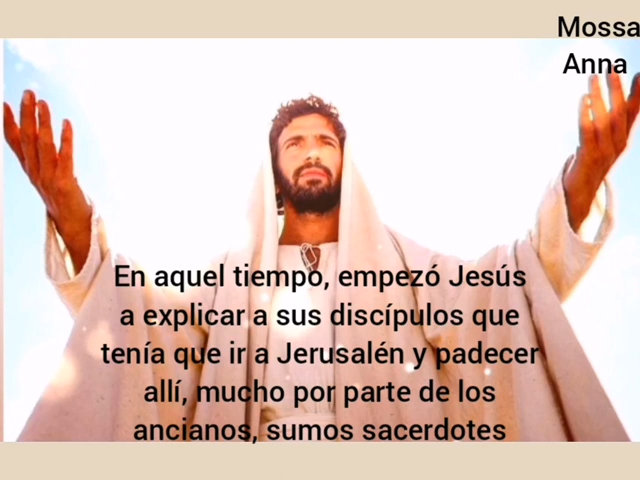 Mossa
Anna
En aquel tiempo, empezó Jesús
a explicar a sus discípulos que
tenía que ir a Jerusalén y padecer
allí, mucho por parte de los
ancianos, sumos sacerdotes